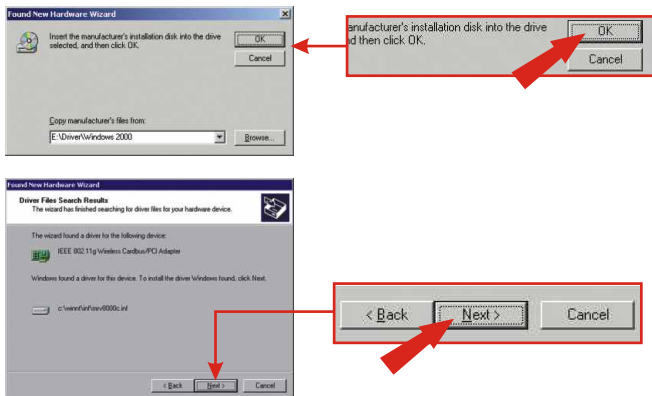 Found New Hardware Wizard
Insert the manufacturer's installation disk into the drive
selected, and then click OK.
OK
Cancel
Copy manufacturer's files from:
E:\Driver\Windows 2000
Browse...
anufacturer's installation disk into the drive
d then click OK.
OK
Cancel
Found New Hardware Wizard
Driver Files Search Results
The wizard has finished searching for driver files for your hardware device.
The wizard found a driver for the following device:
IEEE 802.11g Wireless Cardbus/PCI Adapter
Windows found a driver for this device. To install the driver Windows found, click Next.
c:\winnt\inf\mrv8000c.inf
< Back
Next >
Cancel
< Back
Next >
Cancel